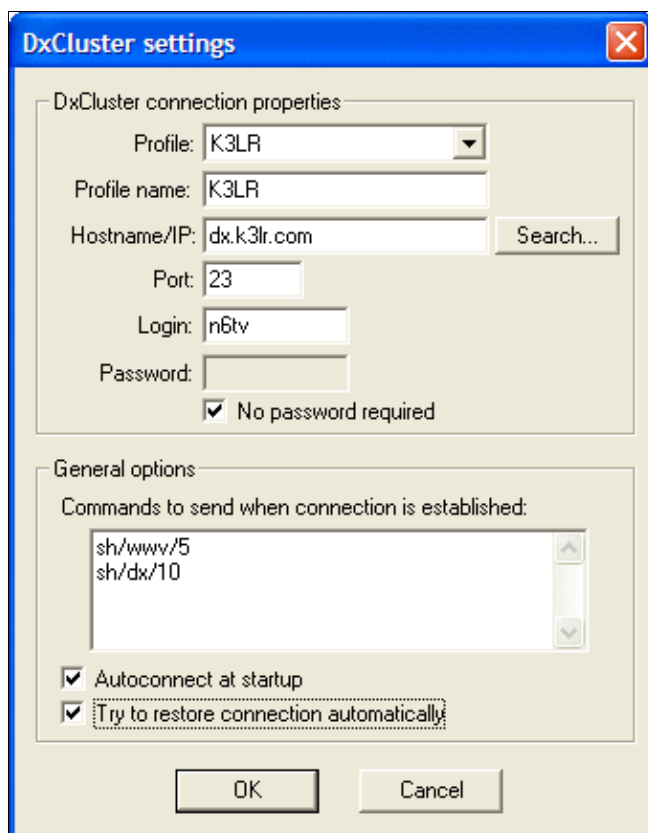 DxCluster settings
DxCluster connection properties
Profile: K3LR
Profile name: K3LR
Hostname/IP: dx.k3lr.com Search...
Port: 23
Login: n6tv
Password:
No password required
General options
Commands to send when connection is established:
sh/wwv/5
sh/dx/10
Autoconnect at startup
Try to restore connection automatically
OK Cancel